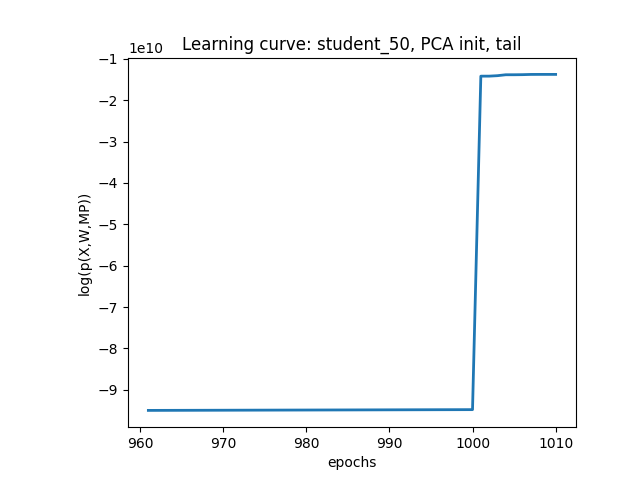 Learning curve: student_50, PCA init, tail
1e10
−1
−2
−3
−4
−5
−6
−7
−8
−9
log(p(X,W,MP))
960 970 980 990 1000 1010
epochs